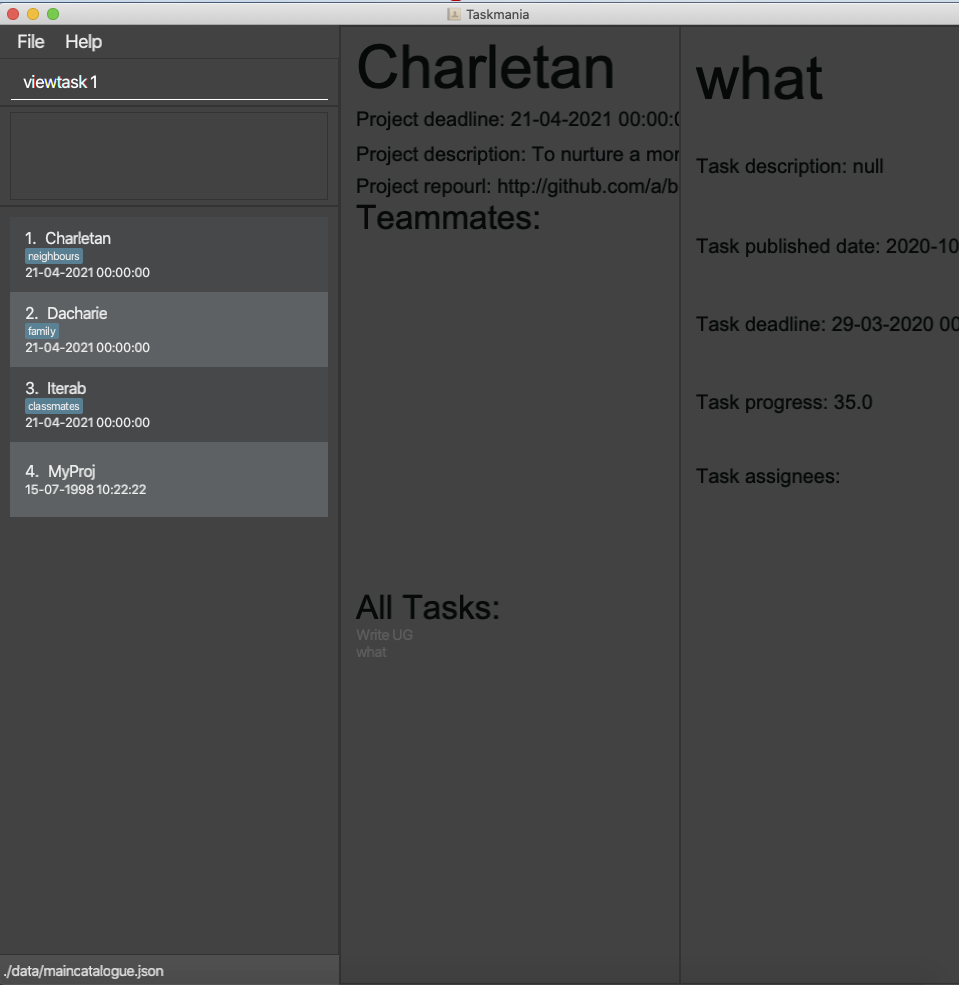 Taskmania
File Help
viewtask 1
1. Charletan
neighbours
21-04-2021 00:00:00
2. Dacharie
family
21-04-2021 00:00:00
3. Iterab
classmates
21-04-2021 00:00:00
4. MyProj
15-07-1998 10:22:22
./data/maincatalogue.json
Charletan
Project deadline: 21-04-2021 00:00:0
Project description: To nurture a mor
Project repourl: http://github.com/a/b
Teammates:
All Tasks:
Write UG
what
what
Task description: null
Task published date: 2020-10
Task deadline: 29-03-2020 00
Task progress: 35.0
Task assignees: